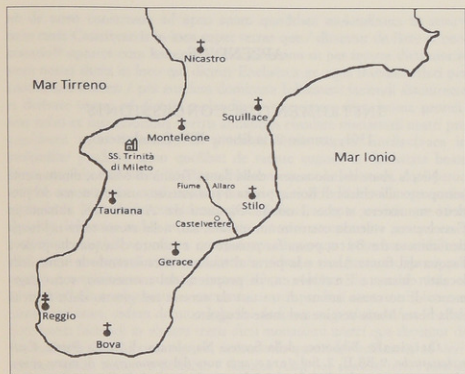 Nicastro
Mar Tirreno
Squillace
Monteleone
SS. Trinità
di Mileto
Mar Ionio
Fiume Allaro
Tauriana
Stilo
Castelvetere
Gerace
Reggio
Bova